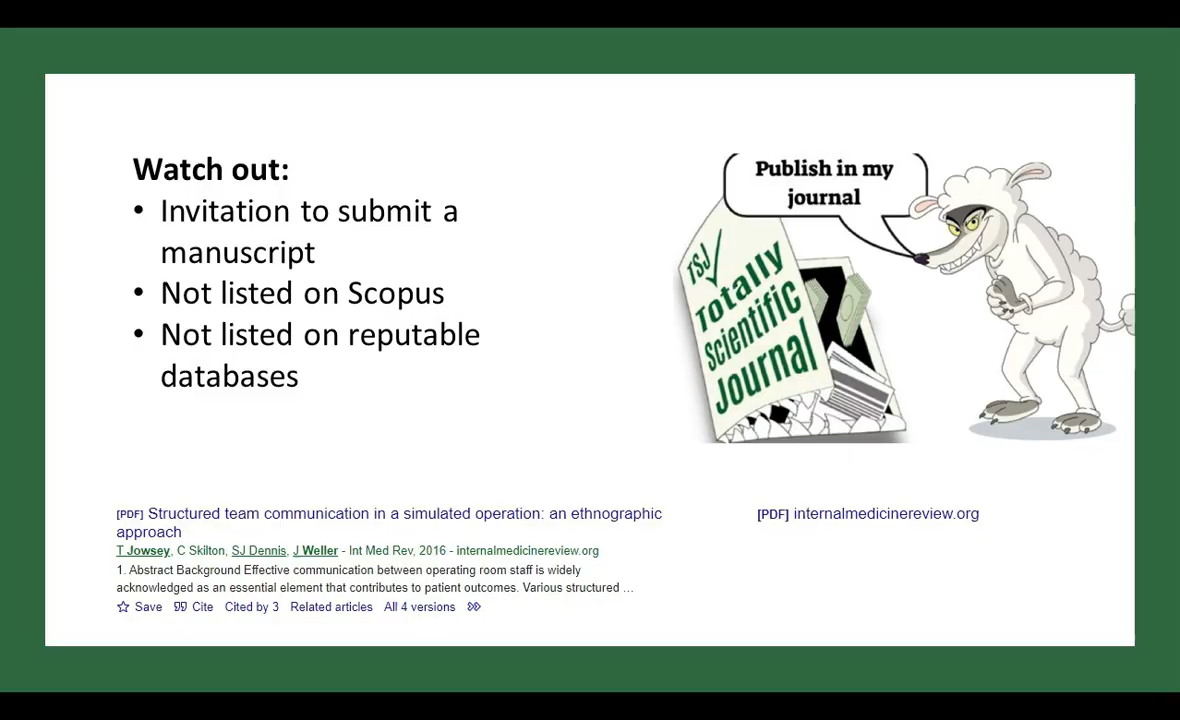 Watch out:
• Invitation to submit a
manuscript
• Not listed on Scopus
• Not listed on reputable
databases
Publish in my
journal
TSJ
Totally
Scientific
Journal
[PDF] Structured team communication in a simulated operation: an ethnographic
approach
T Jowsey, C Skilton, SJ Dennis, J Weller - Int Med Rev, 2016 - internalmedicinereview.org
1. Abstract Background Effective communication between operating room staff is widely
acknowledged as an essential element that contributes to patient outcomes. Various structured …
Save Cite Cited by 3 Related articles All 4 versions
[PDF] internalmedicinereview.org